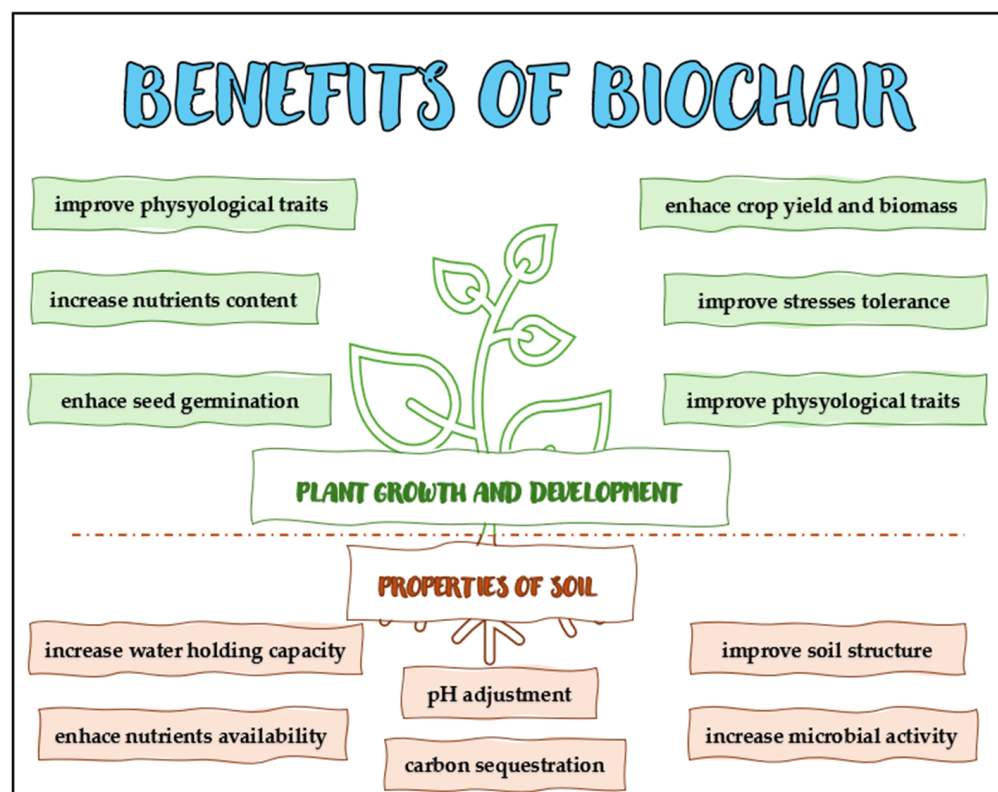 BENEFITS OF BIOCHAR
improve physyological traits
enhace crop yield and biomass
increase nutrients content
improve stresses tolerance
enhace seed germination
improve physyological traits
PLANT GROWTH AND DEVELOPMENT
PROPERTIES OF SOIL
increase water holding capacity
improve soil structure
pH adjustment
enhace nutrients availability
increase microbial activity
carbon sequestration